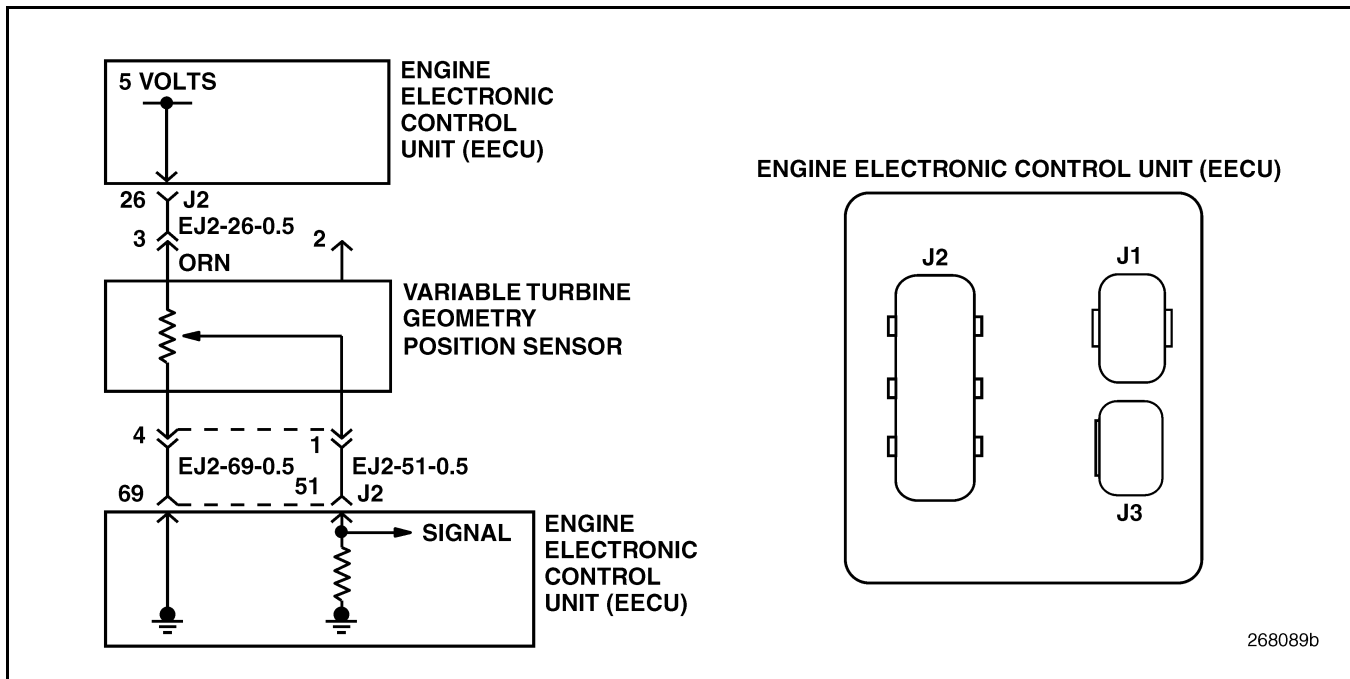 5 VOLTS
ENGINE
ELECTRONIC
CONTROL
UNIT (EECU)
26
J2
EJ2-26-0.5
3
2
ORN
VARIABLE TURBINE
GEOMETRY
POSITION SENSOR
4
1
EJ2-69-0.5
EJ2-51-0.5
69
51
J2
SIGNAL
ENGINE
ELECTRONIC
CONTROL
UNIT (EECU)
ENGINE ELECTRONIC CONTROL UNIT (EECU)
J2
J1
J3
268089b